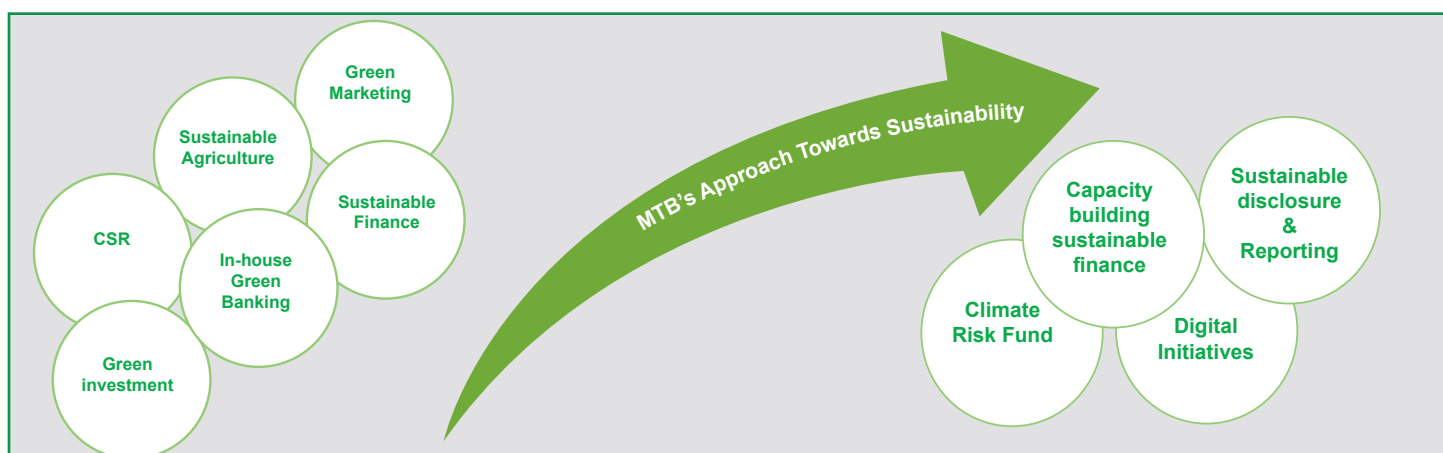 Green
Marketing
Sustainable
Agriculture
Sustainable
Finance
CSR
In-house
Green
Banking
Green
investment
MTB's Approach Towards Sustainability
Capacity
building
sustainable
finance
Sustainable
disclosure
&
Reporting
Climate
Risk Fund
Digital
Initiatives